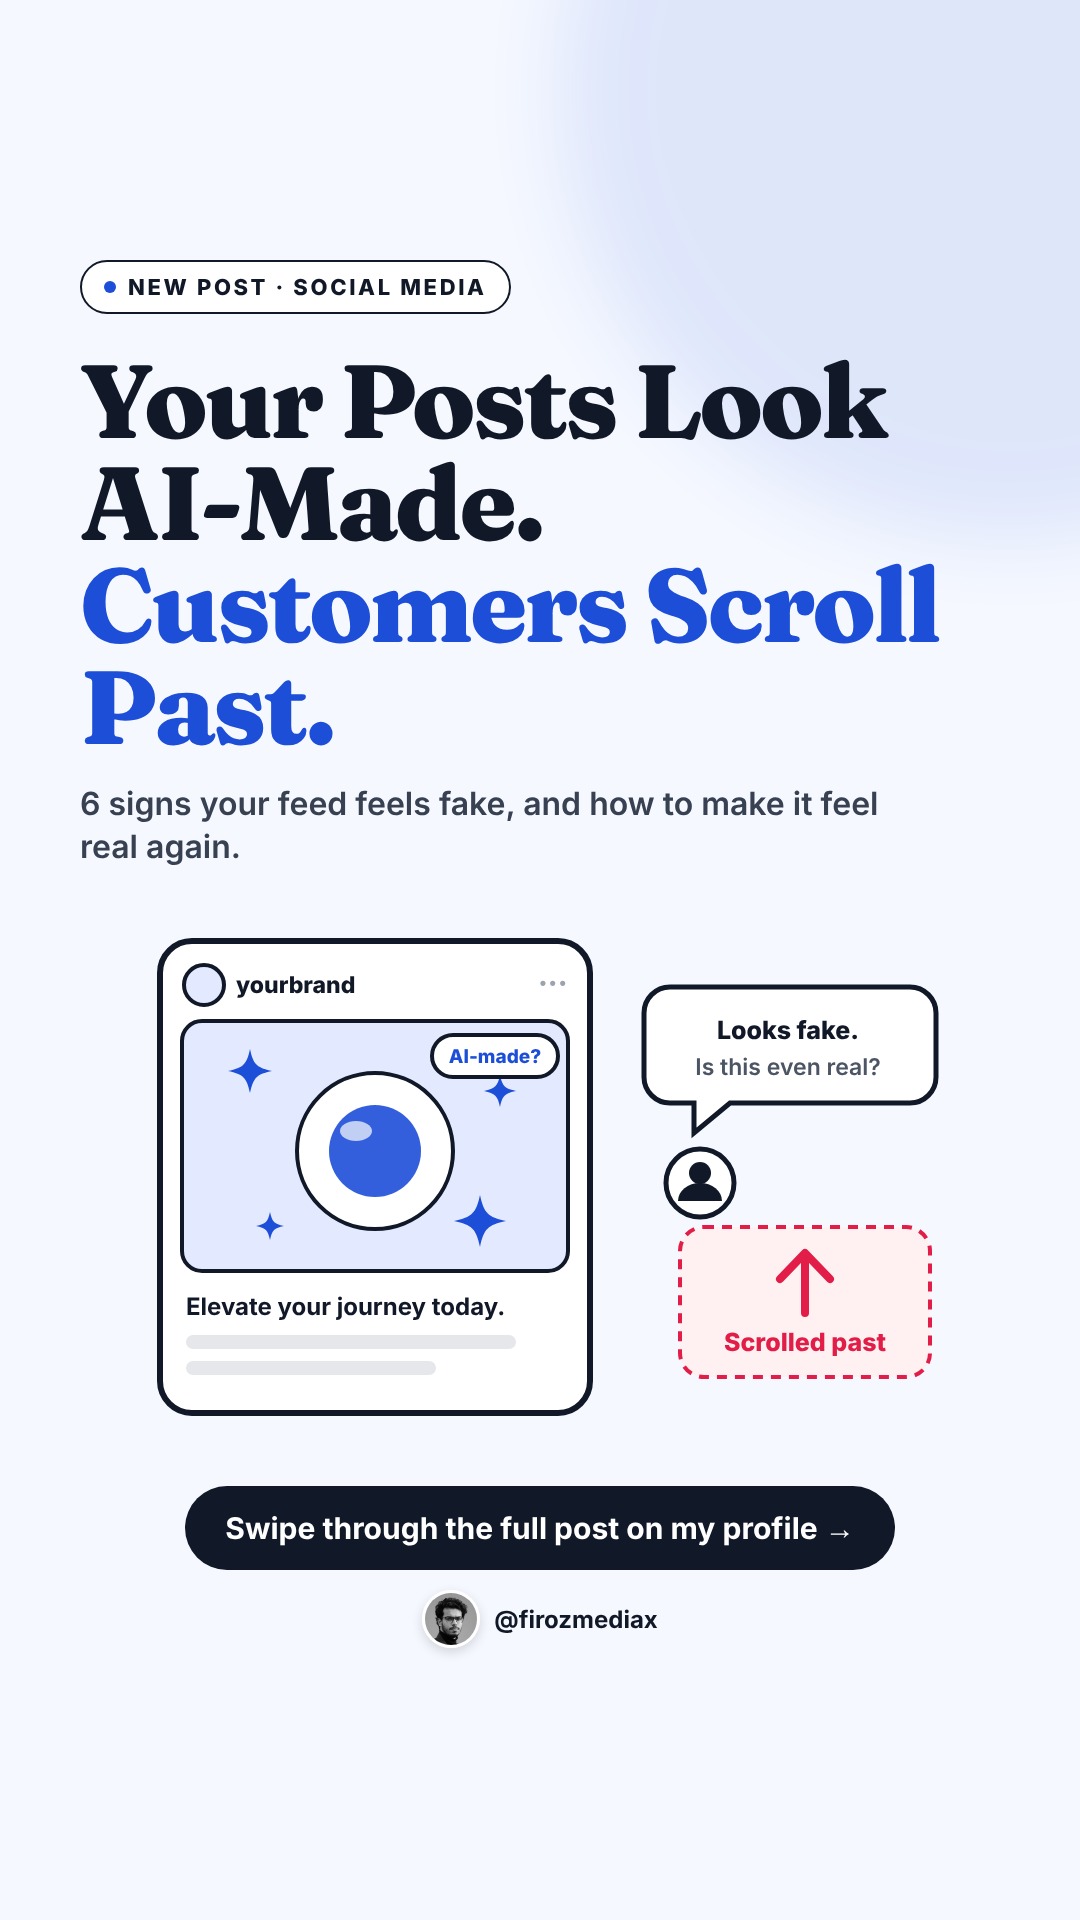 NEW POST · SOCIAL MEDIA
Your Posts Look
AI-Made.
Customers Scroll
Past.
6 signs your feed feels fake, and how to make it feel
real again.
yourbrand
AI-made?
Elevate your journey today.
Looks fake.
Is this even real?
Scrolled past
Swipe through the full post on my profile →
@firozmediax